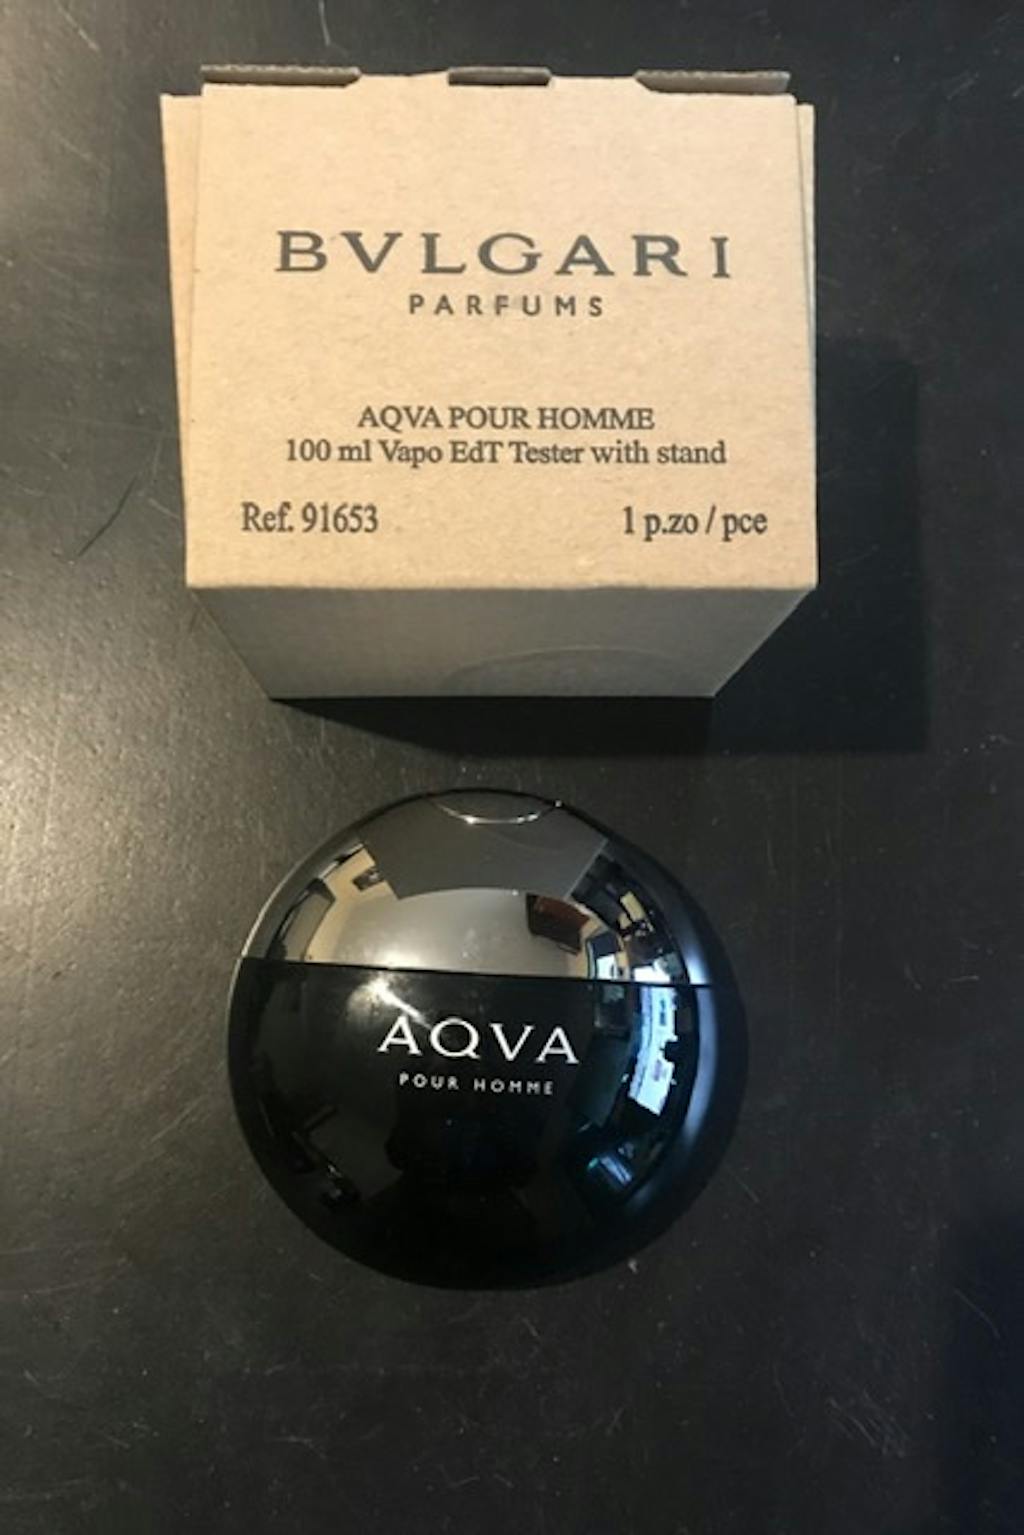 BVLGARI
PARFUMS
AQVA POUR HOMME
100 ml Vapo EdT Tester with stand
Ref. 91653 1 p.zo / pce
AQVA
POUR HOMME